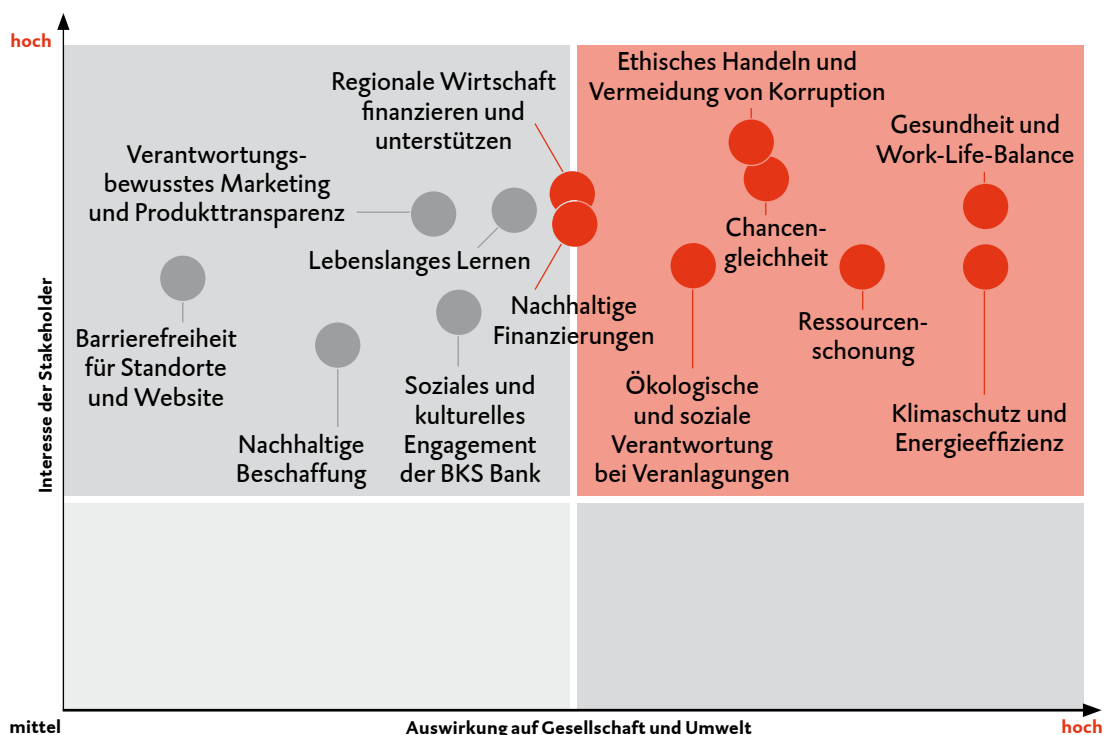 hoch
Regionale Wirtschaft
finanzieren und
unterstützen
Ethisches Handeln und
Vermeidung von Korruption
Gesundheit und
Work-Life-Balance
Verantwortungs-
bewusstes Marketing
und Produkttransparenz
Lebenslanges Lernen
Chancen-
gleichheit
Nachhaltige
Finanzierungen
Ressourcen-
schonung
Barrierefreiheit
für Standorte
und Website
Nachhaltige
Beschaffung
Soziales und
kulturelles
Engagement
der BKS Bank
Ökologische
und soziale
Verantwortung
bei Veranlagungen
Klimaschutz und
Energieeffizienz
Interesse der Stakeholder
mittel
Auswirkung auf Gesellschaft und Umwelt
hoch